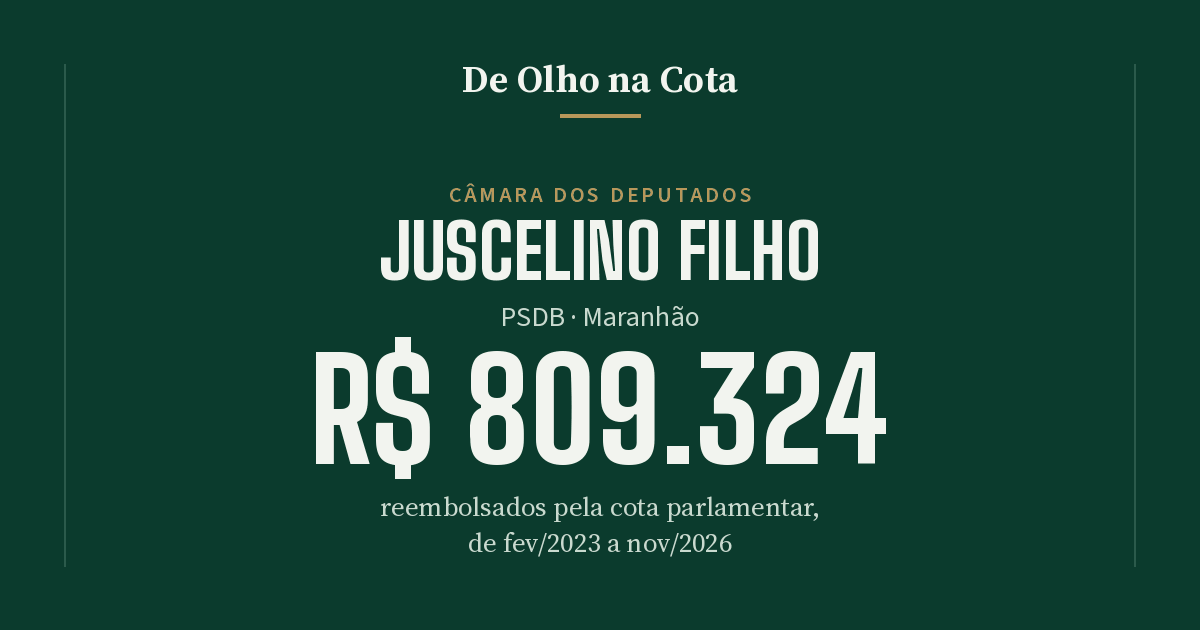 De Olho na Cota
CÂMARA DOS DEPUTADOS
JUSCELINO FILHO
PSDB · Maranhão
R$ 809.324
reembolsados pela cota parlamentar,
de fev/2023 a nov/2026